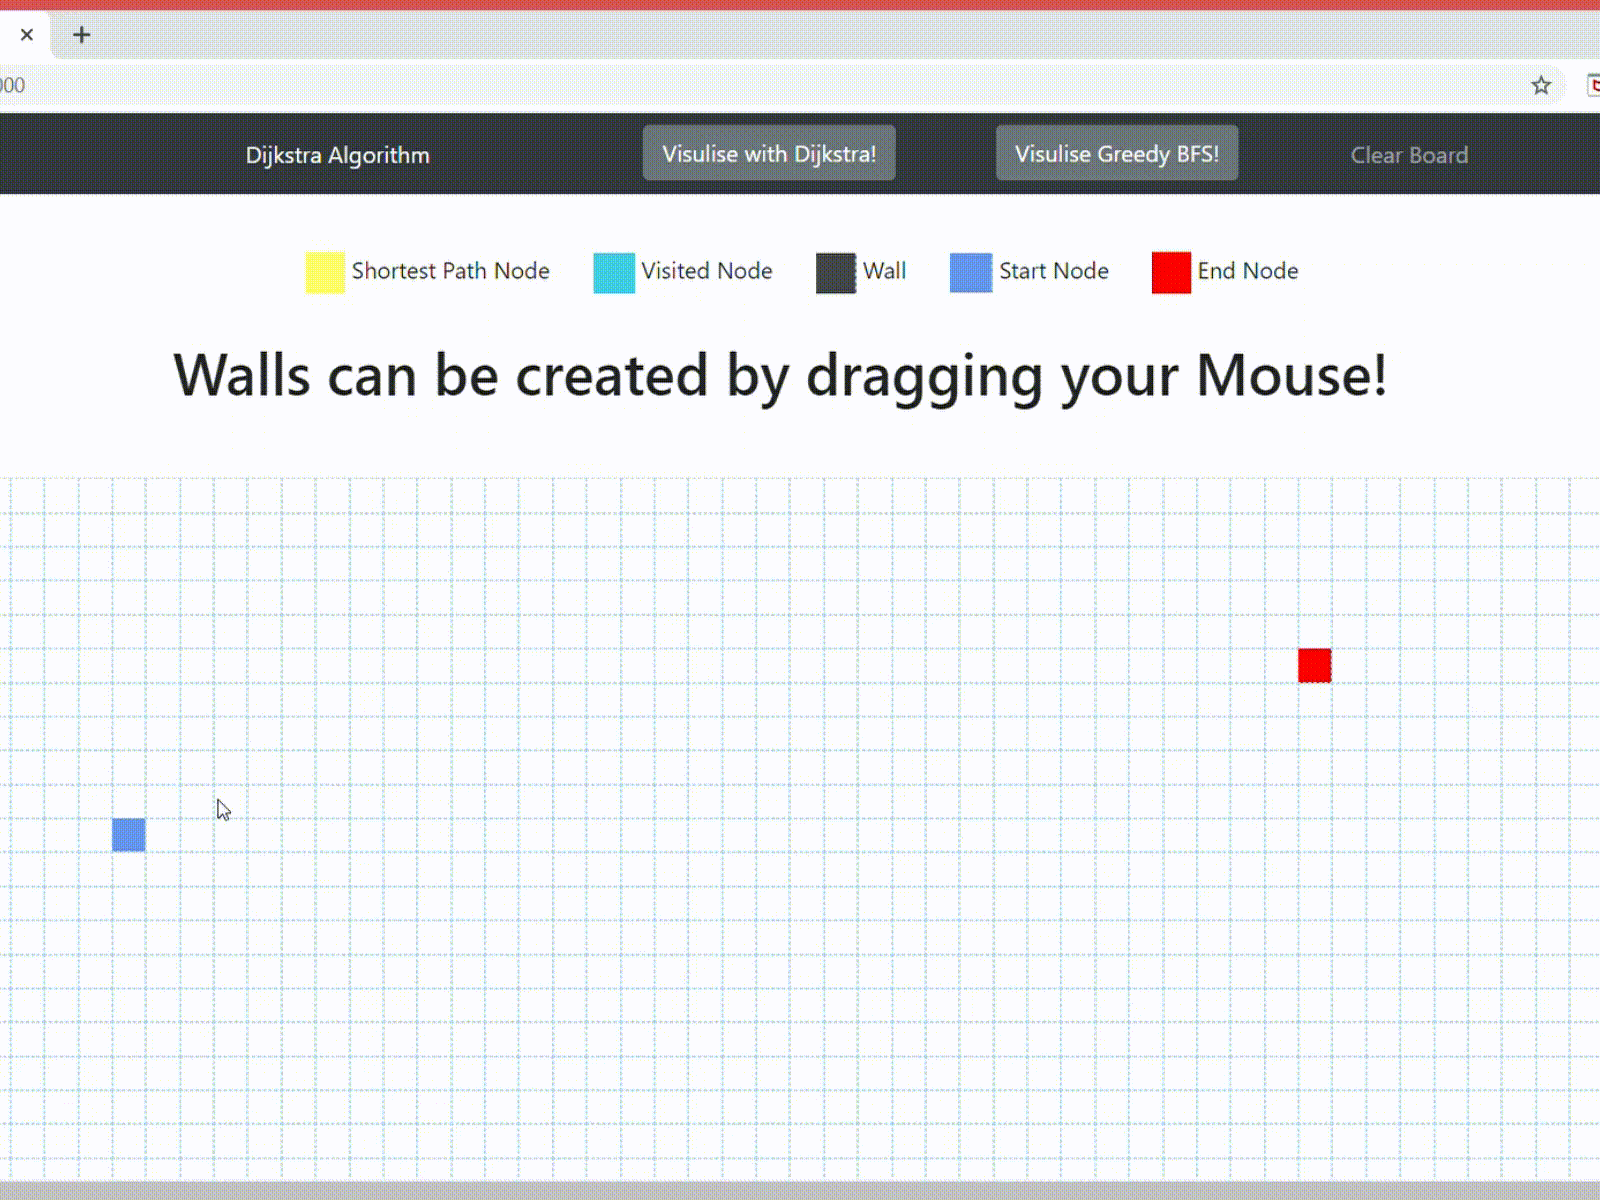 000
Dijkstra Algorithm
Visulise with Dijkstra!
Visulise Greedy BFS!
Clear Board
Shortest Path Node
Visited Node
Wall
Start Node
End Node
Walls can be created by dragging your Mouse!